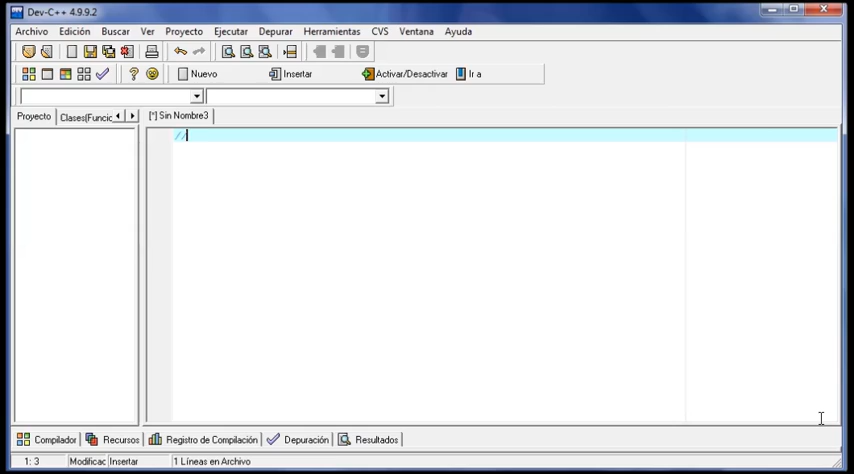 Dev-C++ 4.9.9.2
Archivo Edición Buscar Ver Proyecto Ejecutar Depurar Herramientas CVS Ventana Ayuda
Nuevo Insertar Activar/Desactivar Ir a
Proyecto Clases(Funcic [*] Sin Nombre3
//
Compilador Recursos Registro de Compilación Depuración Resultados
1: 3 Modificac Insertar 1 Líneas en Archivo